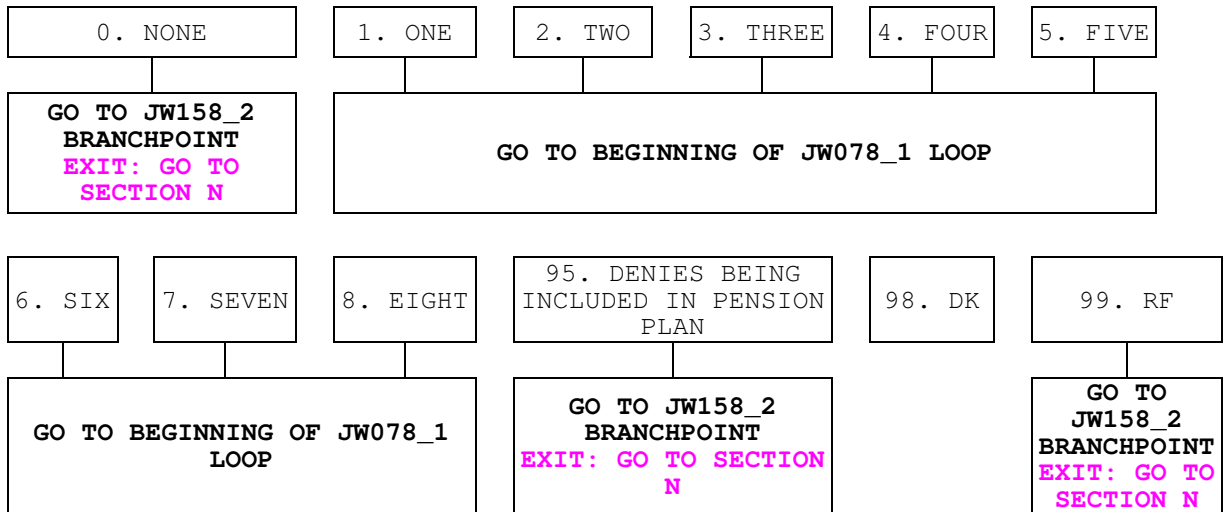 0. NONE
1. ONE
2. TWO
3. THREE
4. FOUR
5. FIVE
GO TO JW158_2
BRANCHPOINT
EXIT: GO TO
SECTION N
GO TO BEGINNING OF JW078_1 LOOP
6. SIX
7. SEVEN
8. EIGHT
95. DENIES BEING
INCLUDED IN PENSION
PLAN
98. DK
99. RF
GO TO BEGINNING OF JW078_1
LOOP
GO TO JW158_2
BRANCHPOINT
EXIT: GO TO SECTION
N
GO TO
JW158_2
BRANCHPOINT
EXIT: GO TO
SECTION N